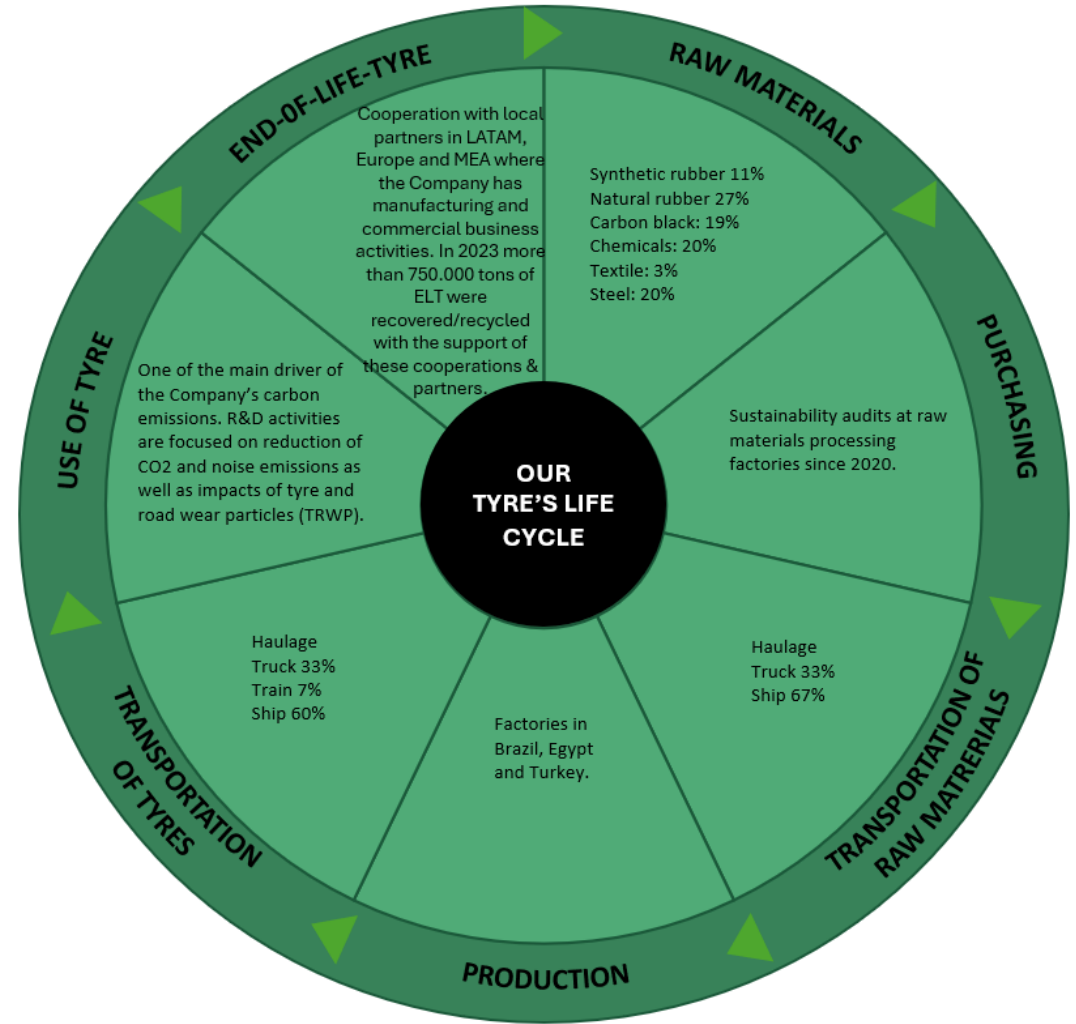 OUR
TYRE'S LIFE
CYCLE
RAW MATERIALS
Synthetic rubber 11%
Natural rubber 27%
Carbon black: 19%
Chemicals: 20%
Textile: 3%
Steel: 20%
PURCHASING
Sustainability audits at raw
materials processing
factories since 2020.
TRANSPORTATION OF
RAW MATRERIALS
Haulage
Truck 33%
Ship 67%
PRODUCTION
Factories in
Brazil, Egypt
and Turkey.
TRANSPORTATION
OF TYRES
Haulage
Truck 33%
Train 7%
Ship 60%
USE OF TYRE
One of the main driver of
the Company's carbon
emissions. R&D activities
are focused on reduction of
CO2 and noise emissions as
well as impacts of tyre and
road wear particles (TRWP).
END-0F-LIFE-TYRE
Cooperation with local
partners in LATAM,
Europe and MEA where
the Company has
manufacturing and
commercial business
activities. In 2023 more
than 750.000 tons of
ELT were
recovered/recycled
with the support of
these cooperations &
partners.